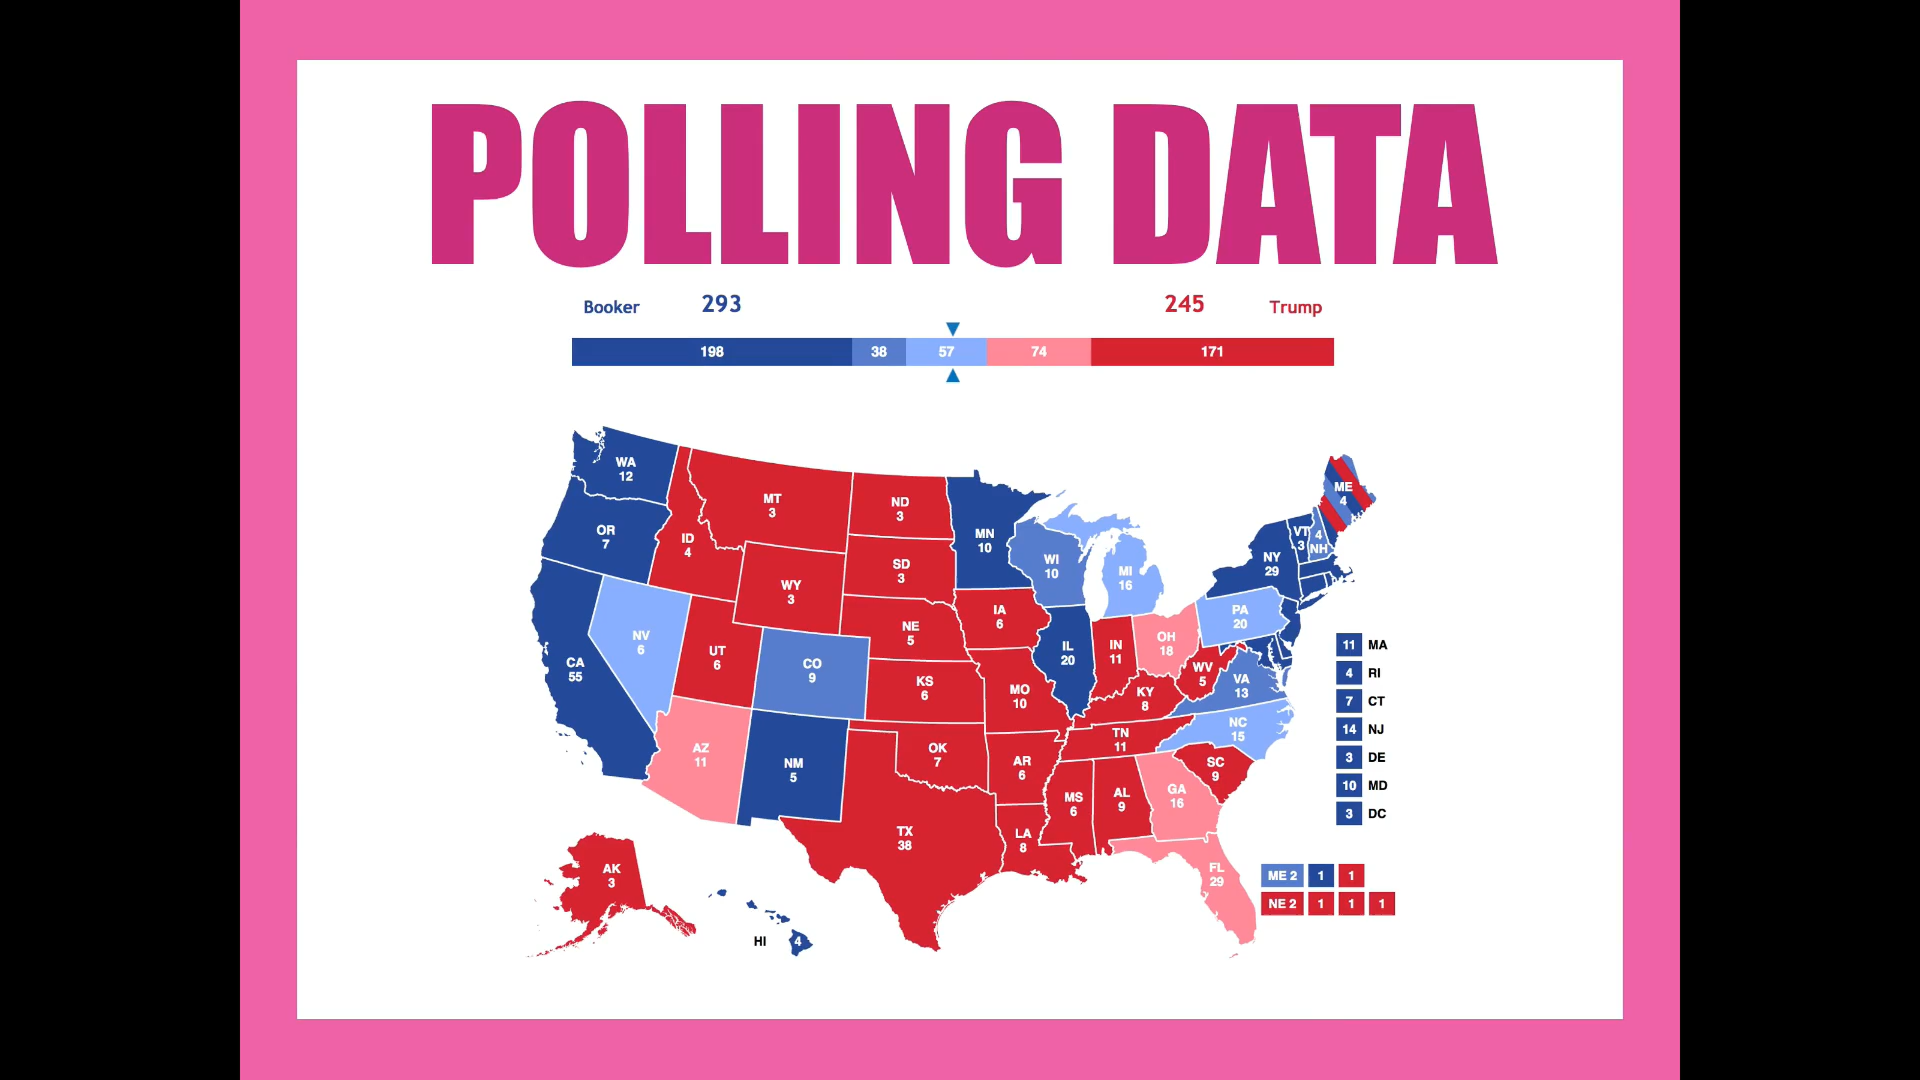 POLLING DATA
Booker 293 245 Trump
198 38 57 74 171
WA
12
OR
7
CA
55
NV
6
ID
4
MT
3
WY
3
UT
6
CO
9
AZ
11
NM
5
ND
3
SD
3
NE
5
KS
6
OK
7
TX
38
MN
10
IA
6
MO
10
AR
6
LA
8
WI
10
IL
20
MI
16
IN
11
OH
18
KY
8
TN
11
MS
6
AL
9
GA
16
FL
29
SC
9
NC
15
VA
13
WV
5
PA
20
NY
29
VT
3
4
NH
ME
4
AK
3
HI 4
11 MA
4 RI
7 CT
14 NJ
3 DE
10 MD
3 DC
ME 2 1 1
NE 2 1 1 1